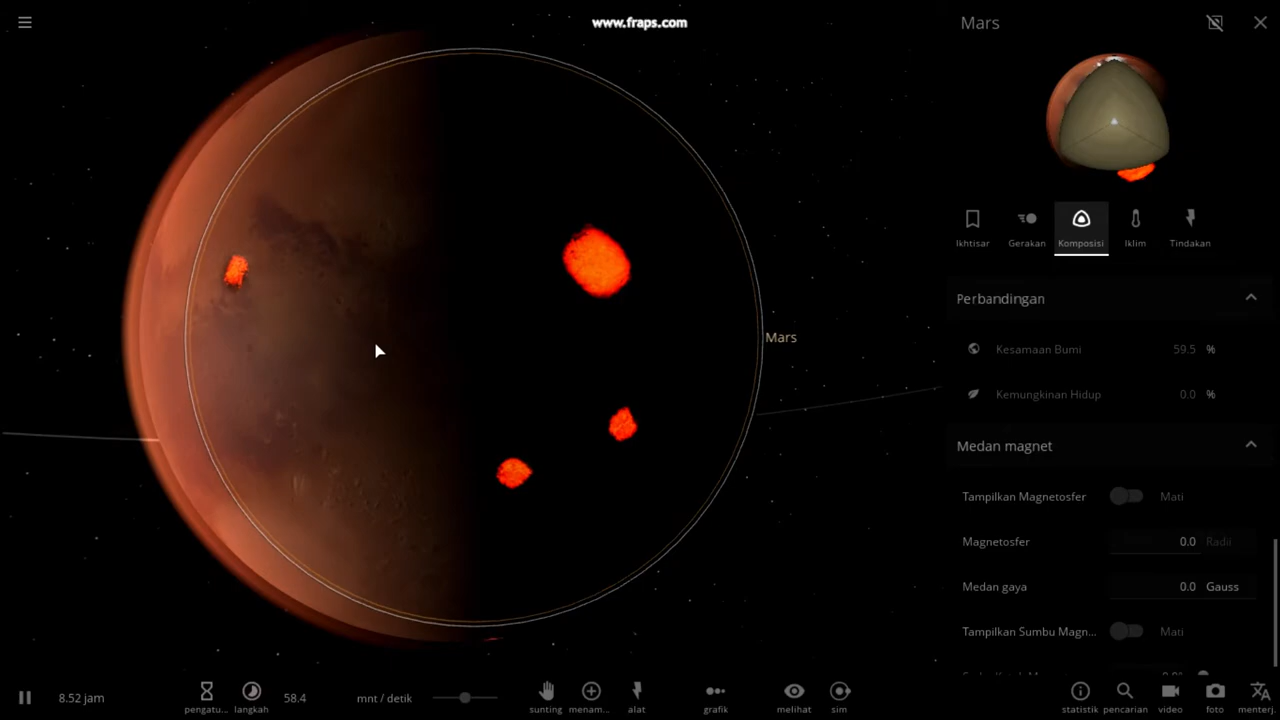 www.fraps.com
Mars
Ikhtisar Gerakan Komposisi Iklim Tindakan
Perbandingan
Kesamaan Bumi 59.5 %
Kemungkinan Hidup 0.0 %
Medan magnet
Tampilkan Magnetosfer Mati
Magnetosfer 0.0 Radii
Medan gaya 0.0 Gauss
Tampilkan Sumbu Magn... Mati
Mars
8.52 jam
pengatu... langkah
58.4 mnt / detik
sunting menam... alat
grafik
melihat sim
statistik pencarian video foto menterj